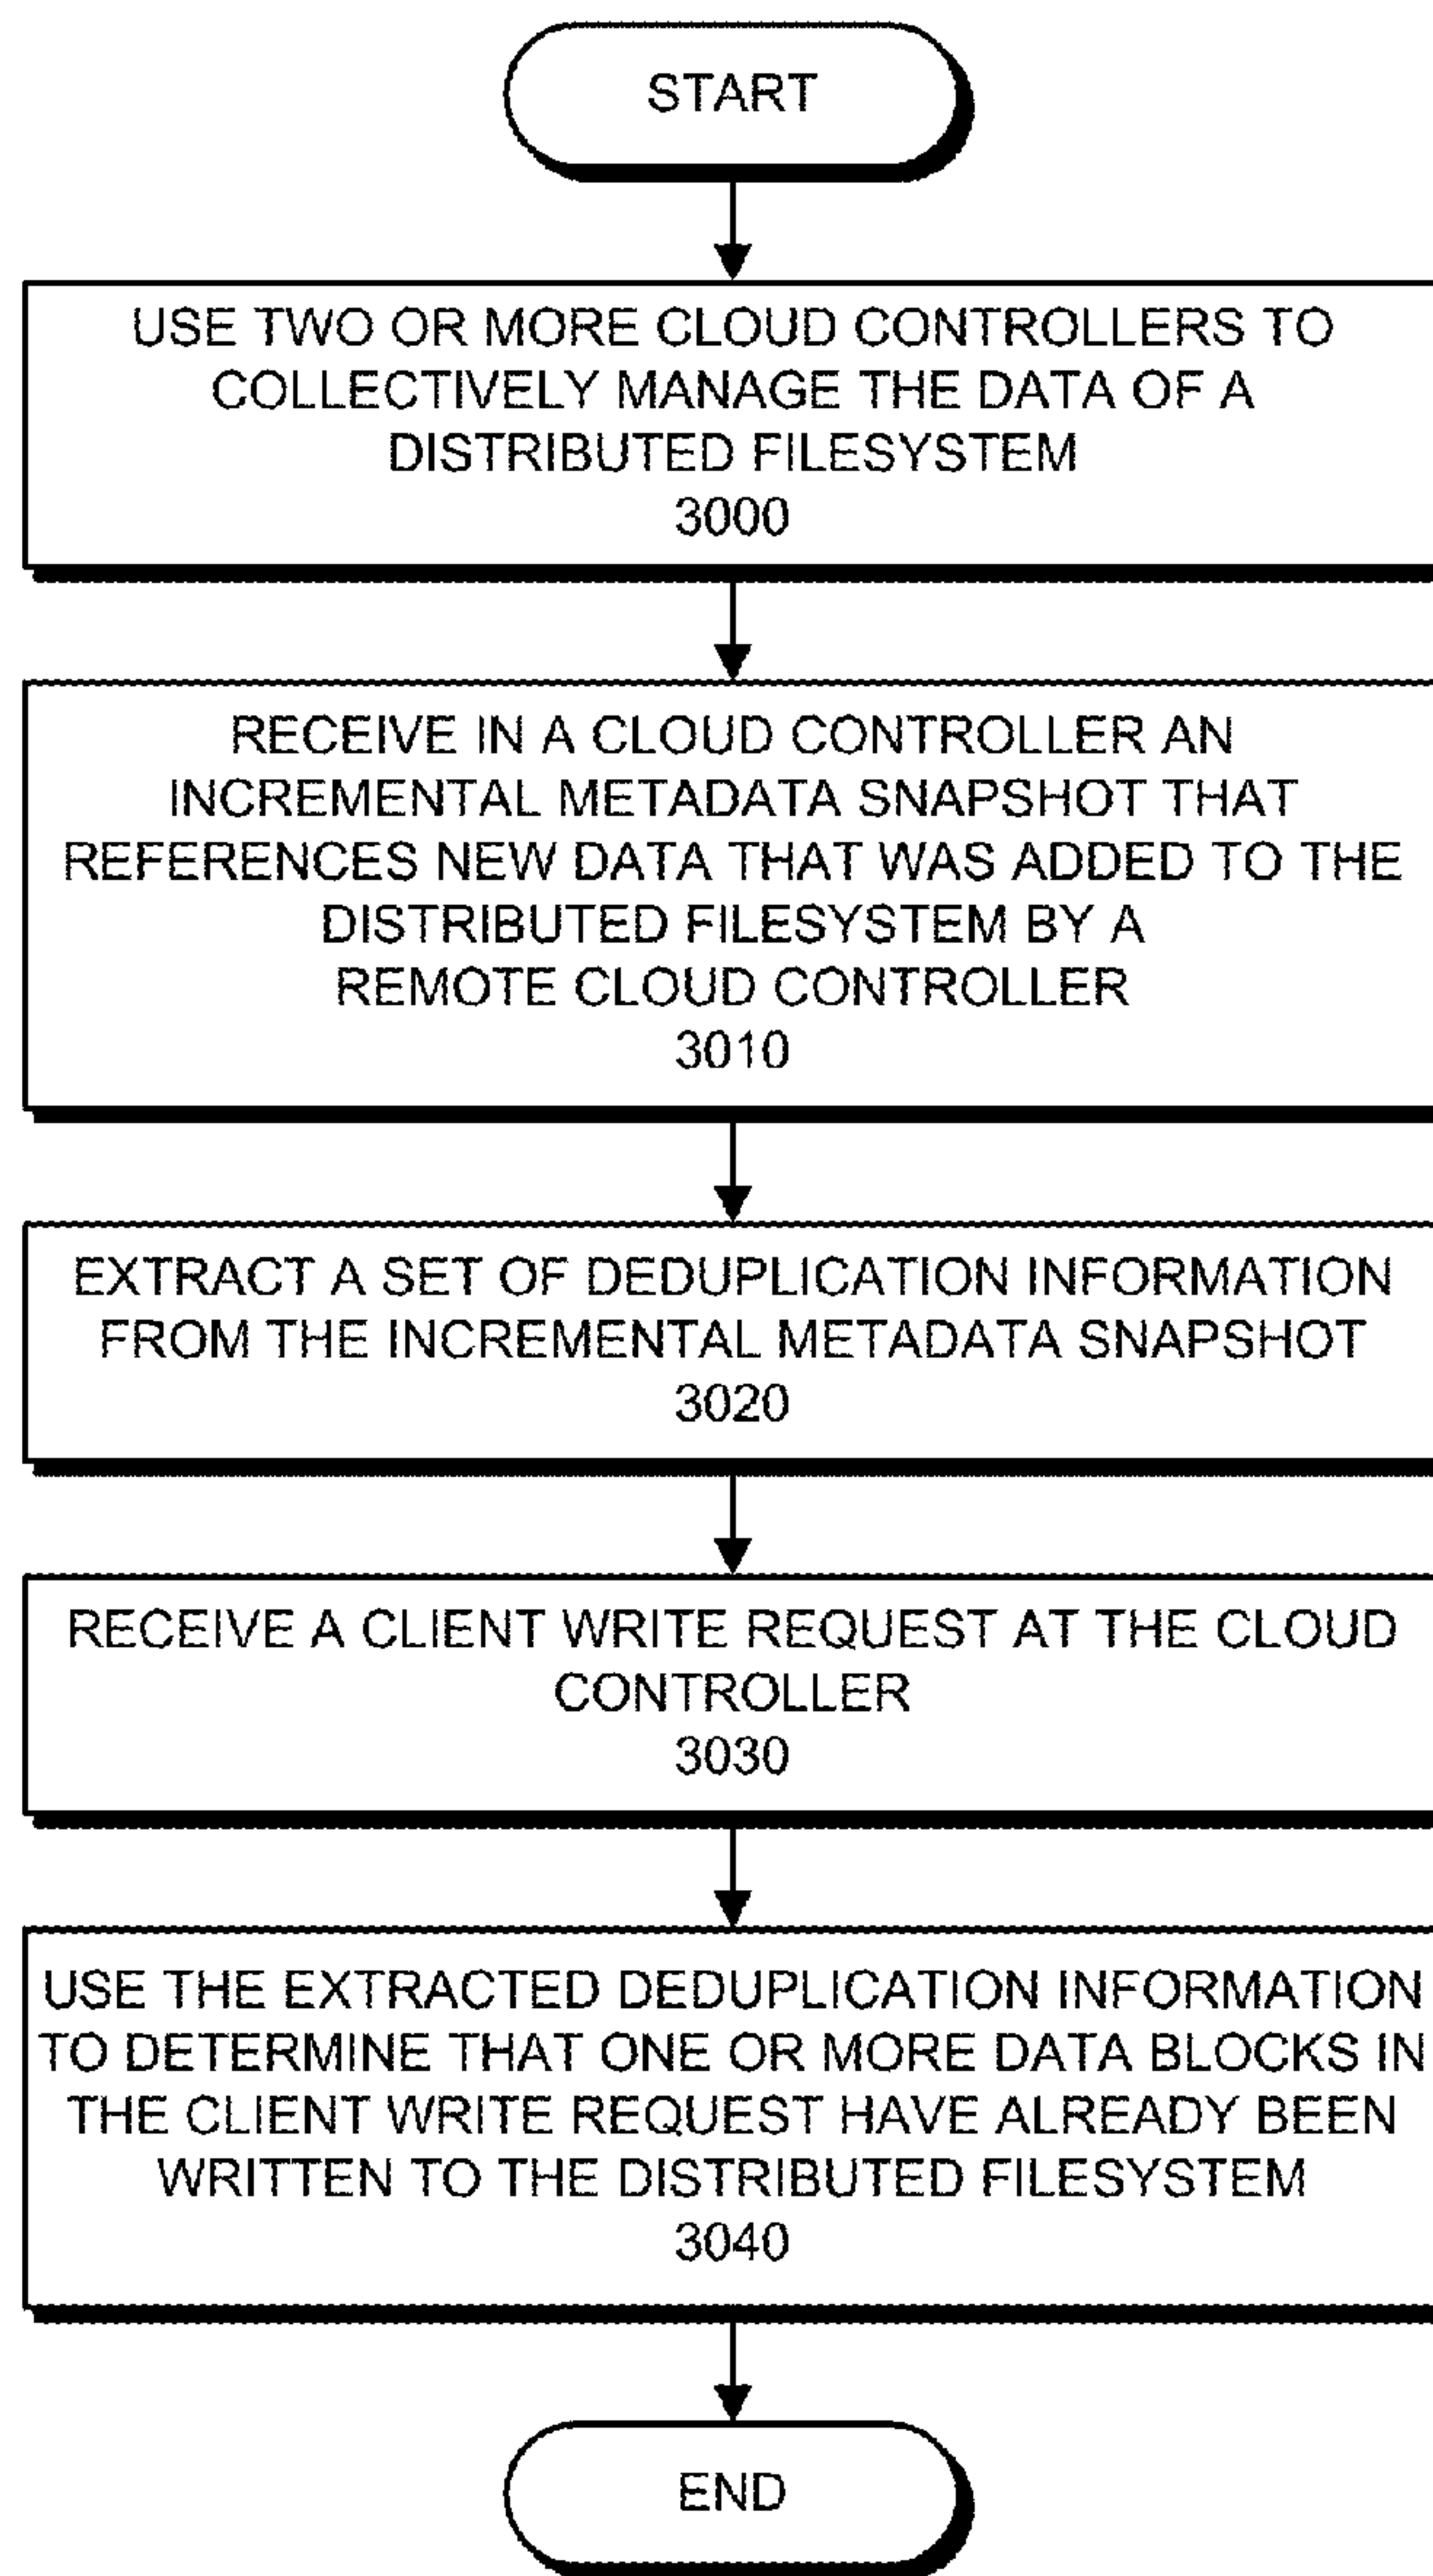 START
USE TWO OR MORE CLOUD CONTROLLERS TO
COLLECTIVELY MANAGE THE DATA OF A
DISTRIBUTED FILESYSTEM
3000
RECEIVE IN A CLOUD CONTROLLER AN
INCREMENTAL METADATA SNAPSHOT THAT
REFERENCES NEW DATA THAT WAS ADDED TO THE
DISTRIBUTED FILESYSTEM BY A
REMOTE CLOUD CONTROLLER
3010
EXTRACT A SET OF DEDUPLICATION INFORMATION
FROM THE INCREMENTAL METADATA SNAPSHOT
3020
RECEIVE A CLIENT WRITE REQUEST AT THE CLOUD
CONTROLLER
3030
USE THE EXTRACTED DEDUPLICATION INFORMATION
TO DETERMINE THAT ONE OR MORE DATA BLOCKS IN
THE CLIENT WRITE REQUEST HAVE ALREADY BEEN
WRITTEN TO THE DISTRIBUTED FILESYSTEM
3040
END